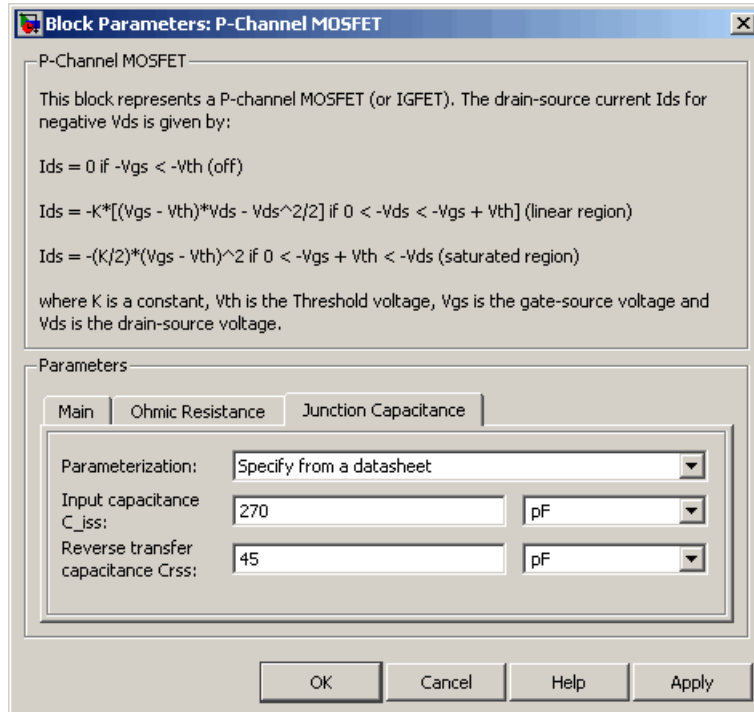 Block Parameters: P-Channel MOSFET
P-Channel MOSFET
This block represents a P-channel MOSFET (or IGFET). The drain-source current Ids for
negative Vds is given by:
Ids = 0 if -Vgs < -Vth (off)
Ids = -K*[(Vgs - Vth)*Vds - Vds^2/2] if 0 < -Vds < -Vgs + Vth] (linear region)
Ids = -(K/2)*(Vgs - Vth)^2 if 0 < -Vgs + Vth < -Vds (saturated region)
where K is a constant, Vth is the Threshold voltage, Vgs is the gate-source voltage and
Vds is the drain-source voltage.
Parameters
Main Ohmic Resistance Junction Capacitance
Parameterization: Specify from a datasheet
Input capacitance
C_iss: 270 pF
Reverse transfer
capacitance Crss: 45 pF
OK Cancel Help Apply